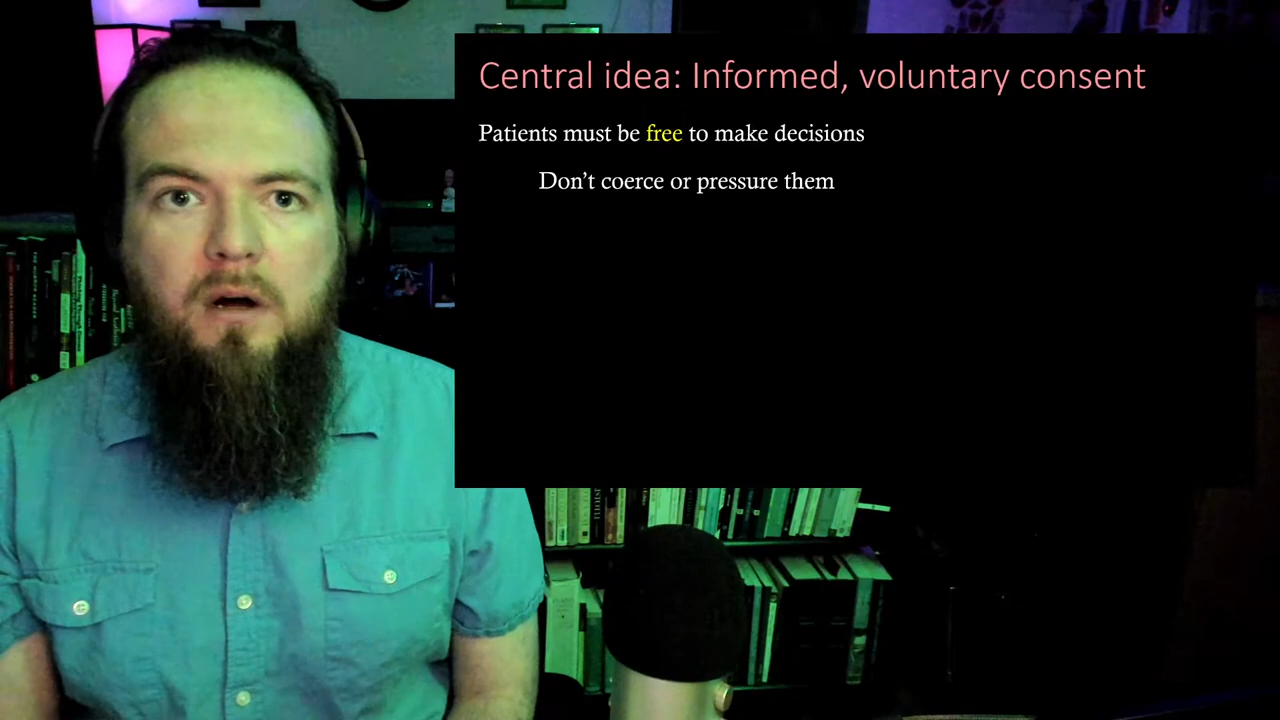 Central idea: Informed, voluntary consent
Patients must be free to make decisions
Don’t coerce or pressure them